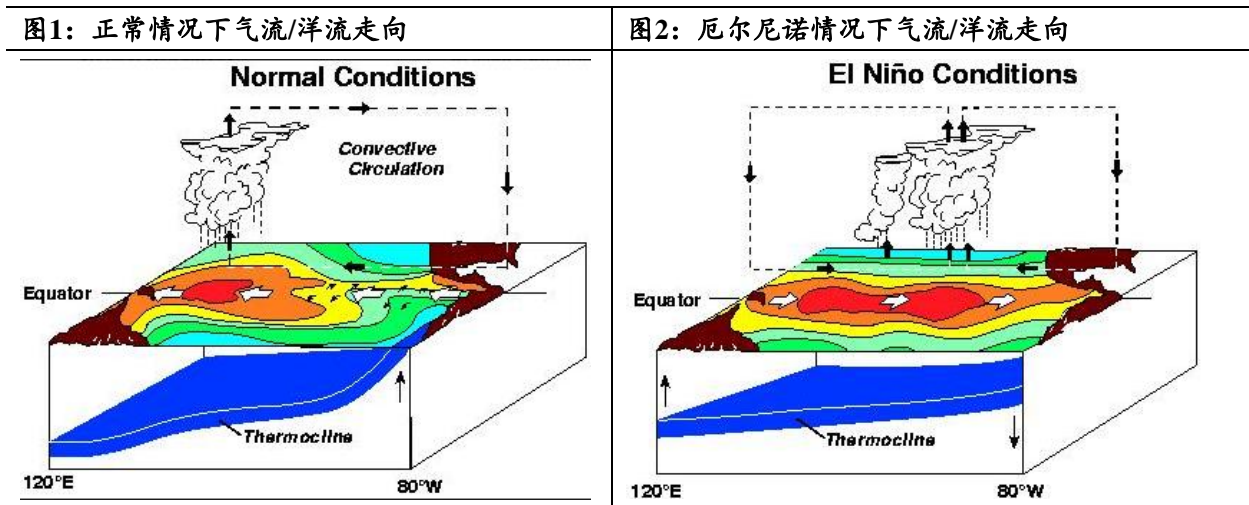 图1：正常情况下气流/洋流走向
Normal Conditions
Convective
Circulation
Equator
Thermocline
120°E
80°W
图2：厄尔尼诺情况下气流/洋流走向
El Niño Conditions
Equator
Thermocline
120°E
80°W